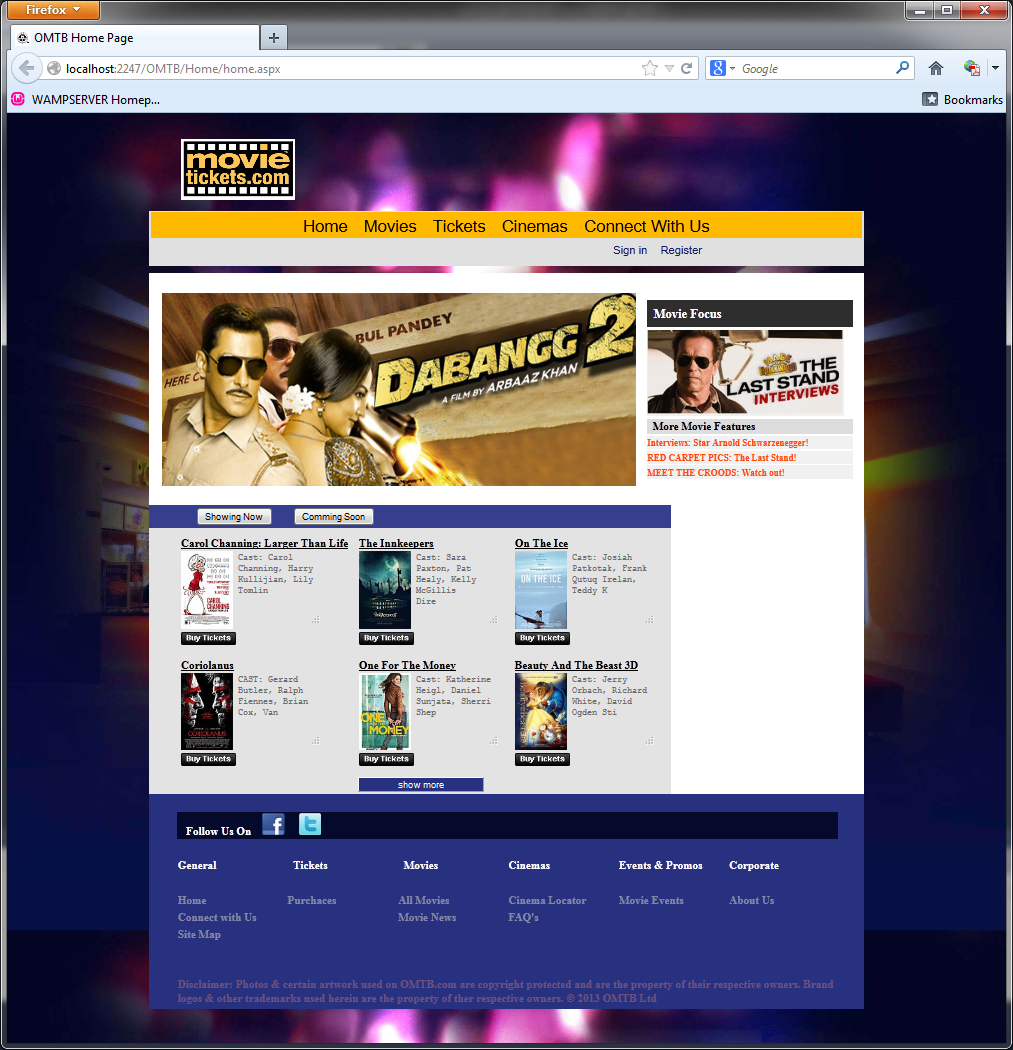 Firefox
OMTB Home Page
localhost:2247/OMTB/Home/home.aspx
Google
WAMPSERVER Homep...
Bookmarks
movie
tickets.com
Home Movies Tickets Cinemas Connect With Us
Sign in Register
BUL PANDEY
HERE
DABANGG 2
A FILM BY ARBAAZ KHAN
Movie Focus
THE
LAST STAND
INTERVIEWS
More Movie Features
Interviews: Star Arnold Schwarzenegger!
RED CARPET PICS: The Last Stand!
MEET THE CROODS: Watch out!
Showing Now Comming Soon
Carol Channing: Larger Than Life
Cast: Carol
Channing, Harry
Kullijian, Lily
Tomlin
CAROL
CHANNING
Buy Tickets
The Innkeepers
Cast: Sara
Paxton, Pat
Healy, Kelly
McGillis
Dire
Buy Tickets
On The Ice
Cast: Josiah
Patkotak, Frank
Qutuq Irelan,
Teddy K
ON THE ICE
Buy Tickets
Coriolanus
CAST: Gerard
Butler, Ralph
Fiennes, Brian
Cox, Van
CORIOLANUS
Buy Tickets
One For The Money
Cast: Katherine
Heigl, Daniel
Sunjata, Sherri
Shep
ONE
FOR THE
MONEY
Buy Tickets
Beauty And The Beast 3D
Cast: Jerry
Orbach, Richard
White, David
Ogden Sti
Buy Tickets
show more
Follow Us On
General Tickets Movies Cinemas Events & Promos Corporate
Home Purchaces All Movies Cinema Locator Movie Events About Us
Connect with Us Movie News FAQ's
Site Map
Disclaimer: Photos & certain artwork used on OMTB.com are copyright protected and are the property of their respective owners. Brand
logos & other trademarks used herein are the property of ther respective owners. © 2013 OMTB Ltd